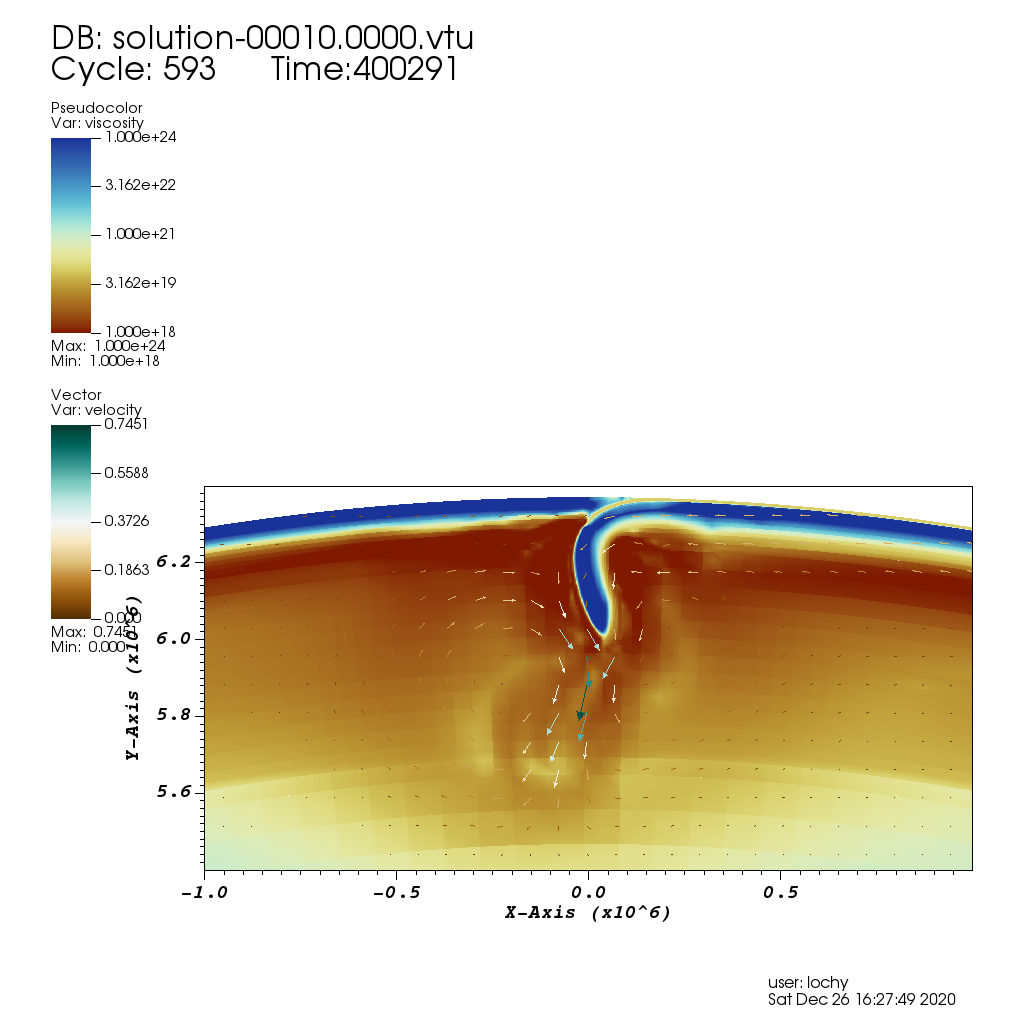 DB: solution-00010.0000.vtu
Cycle: 593 Time:400291
Pseudocolor
Var: viscosity
1.000e+24
3.162e+22
1.000e+21
3.162e+19
1.000e+18
Max: 1.000e+24
Min: 1.000e+18
Vector
Var: velocity
0.7451
0.5588
0.3726
0.1863
0.000
Max: 0.7451
Min: 0.000
Y-Axis (x10^6)
6.2
6.0
5.8
5.6
-1.0 -0.5 0.0 0.5
X-Axis (x10^6)
user: lochy
Sat Dec 26 16:27:49 2020